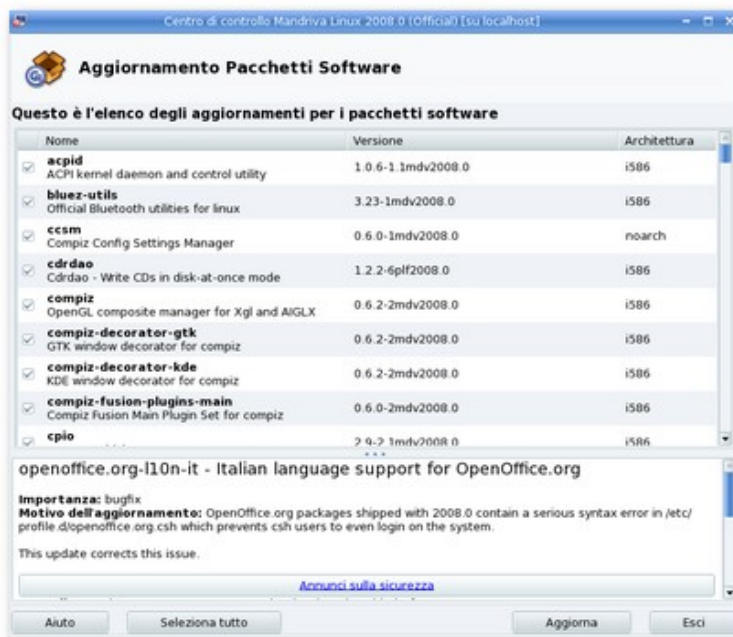 Centro di controllo Mandriva Linux 2008.0 (Official) [su localhost]
Aggiornamento Pacchetti Software
Questo è l'elenco degli aggiornamenti per i pacchetti software
Nome Versione Architettura
acpid
ACPI kernel daemon and control utility
1.0.6-1.1mdv2008.0 i586
bluez-utils
Official Bluetooth utilities for linux
3.23-1mdv2008.0 i586
ccsm
Compiz Config Settings Manager
0.6.0-1mdv2008.0 noarch
cdrdao
Cdrdao - Write CDs in disk-at-once mode
1.2.2-6plf2008.0 i586
compiz
OpenGL composite manager for Xgl and AIGLX
0.6.2-2mdv2008.0 i586
compiz-decorator-gtk
GTK window decorator for compiz
0.6.2-2mdv2008.0 i586
compiz-decorator-kde
KDE window decorator for compiz
0.6.2-2mdv2008.0 i586
compiz-fusion-plugins-main
Compiz Fusion Main Plugin Set for compiz
0.6.0-2mdv2008.0 i586
cpio
2.9-2.1mdv2008.0 i586
openoffice.org-l10n-it - Italian language support for OpenOffice.org
Importanza: bugfix
Motivo dell'aggiornamento: OpenOffice.org packages shipped with 2008.0 contain a serious syntax error in /etc/
profile.d/openoffice.org.csh which prevents csh users to even login on the system.
This update corrects this issue.
Annunci sulla sicurezza
Aiuto Seleziona tutto Aggiorna Esci